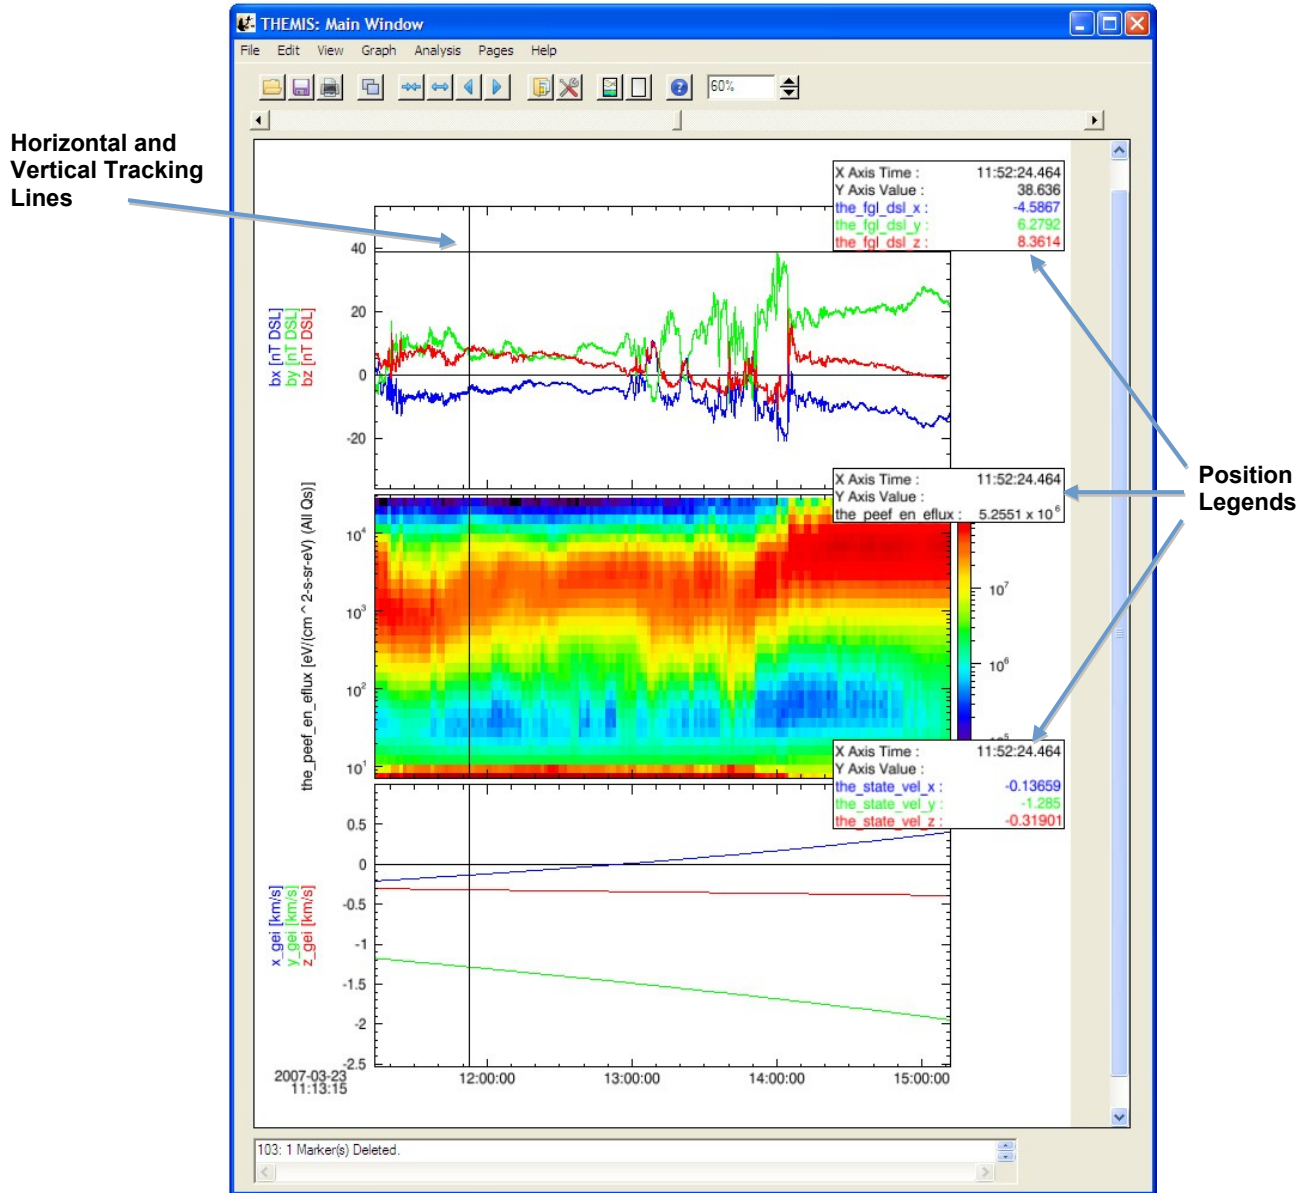 THEMIS: Main Window
File Edit View Graph Analysis Pages Help
60%
Horizontal and
Vertical Tracking
Lines
X Axis Time : 11:52:24.464
Y Axis Value : 38.636
the_fgl_dsl_x : -4.5867
the_fgl_dsl_y : 6.2792
the_fgl_dsl_z : 8.3614
40
20
0
-20
bx [nT DSL]
by [nT DSL]
bz [nT DSL]
Position
Legends
X Axis Time : 11:52:24.464
Y Axis Value :
the_peef_en_eflux : 5.2551 x 10^6
the_peef_en_eflux [eV/(cm ^ 2-s-sr-eV) (All Qs)]
10^4
10^3
10^2
10^1
10^7
10^6
10^5
X Axis Time : 11:52:24.464
Y Axis Value :
the_state_vel_x : -0.13659
the_state_vel_y : -1.285
the_state_vel_z : -0.31901
0.5
0
-0.5
-1
-1.5
-2
-2.5
x_gei [km/s]
y_gei [km/s]
z_gei [km/s]
2007-03-23
11:13:15
12:00:00 13:00:00 14:00:00 15:00:00
103: 1 Marker(s) Deleted.